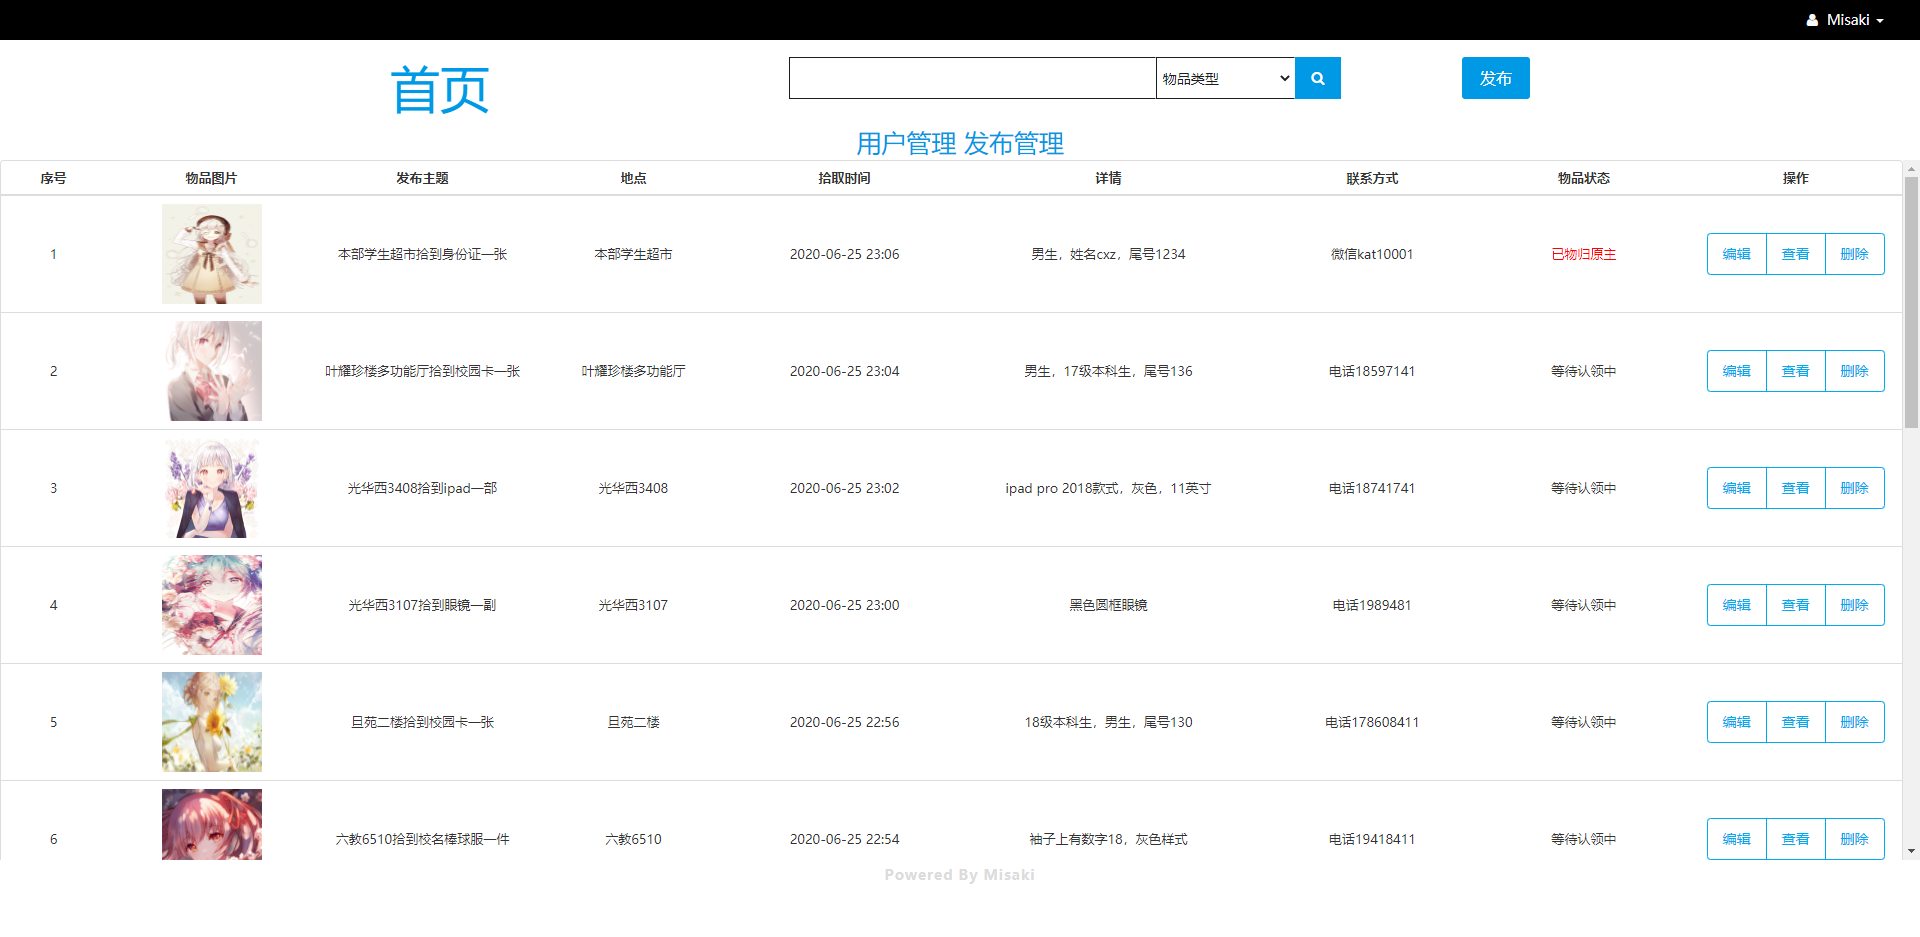 Misaki
首页
物品类型
发布
用户管理 发布管理
序号 物品图片 发布主题 地点 拾取时间 详情 联系方式 物品状态 操作
1 本部学生超市拾到身份证一张 本部学生超市 2020-06-25 23:06 男生，姓名cxz，尾号1234 微信kat10001 已物归原主 编辑 查看 删除
2 叶耀珍楼多功能厅拾到校园卡一张 叶耀珍楼多功能厅 2020-06-25 23:04 男生，17级本科生，尾号136 电话18597141 等待认领中 编辑 查看 删除
3 光华西3408拾到ipad一部 光华西3408 2020-06-25 23:02 ipad pro 2018款式，灰色，11英寸 电话18741741 等待认领中 编辑 查看 删除
4 光华西3107拾到眼镜一副 光华西3107 2020-06-25 23:00 黑色圆框眼镜 电话1989481 等待认领中 编辑 查看 删除
5 旦苑二楼拾到校园卡一张 旦苑二楼 2020-06-25 22:56 18级本科生，男生，尾号130 电话178608411 等待认领中 编辑 查看 删除
6 六教6510拾到校名棒球服一件 六教6510 2020-06-25 22:54 袖子上有数字18，灰色样式 电话19418411 等待认领中 编辑 查看 删除
Powered By Misaki